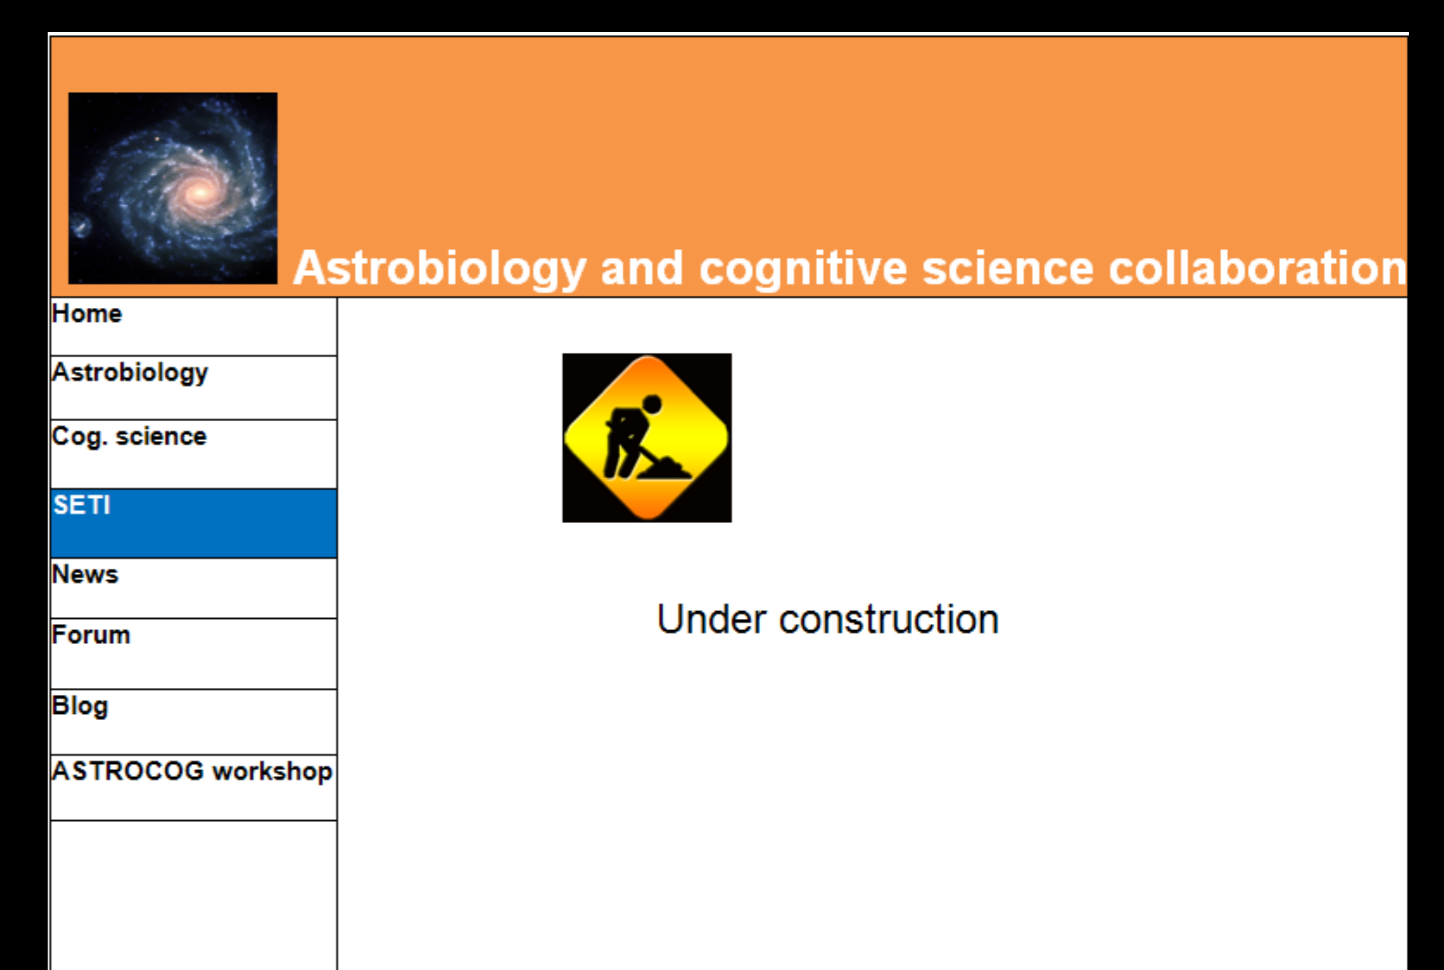 Astrobiology and cognitive science collaboration
Home
Astrobiology
Cog. science
SETI
News
Forum
Blog
ASTROCOG workshop
Under construction